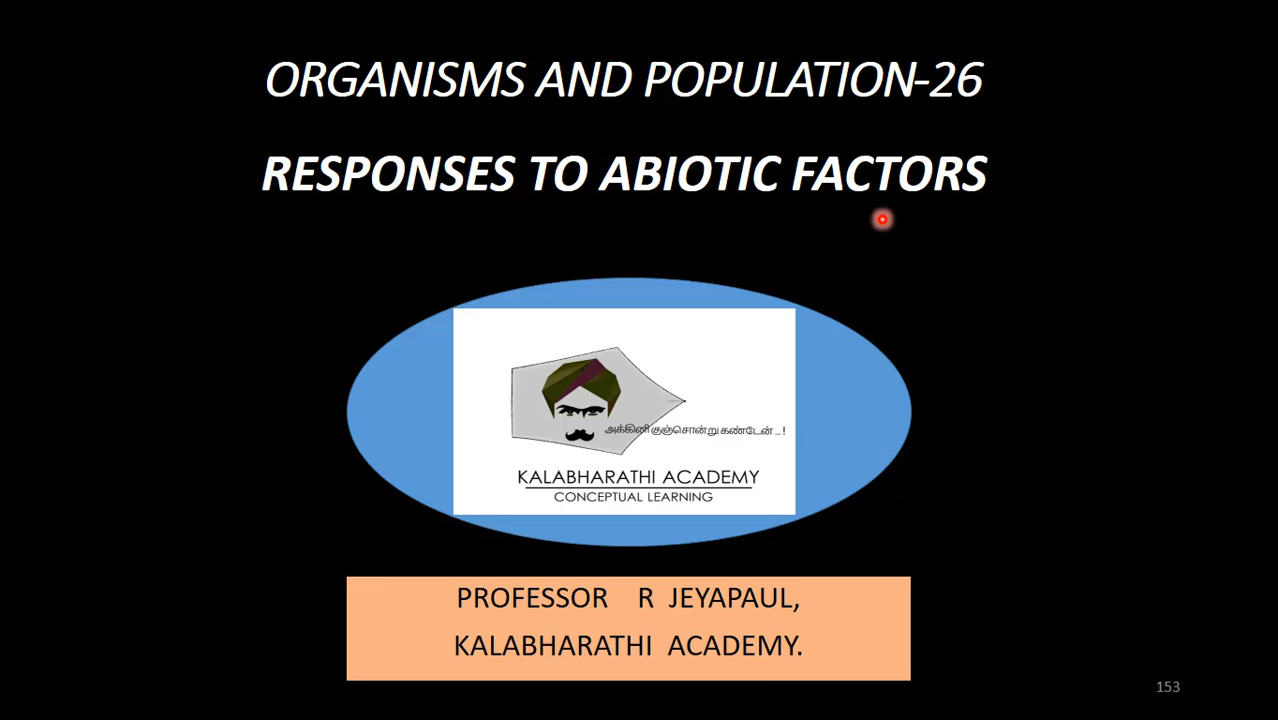 ORGANISMS AND POPULATION-26
RESPONSES TO ABIOTIC FACTORS
அக்கினி குஞ்சொன்று கண்டேன் ...!
KALABHARATHI ACADEMY
CONCEPTUAL LEARNING
PROFESSOR R JEYAPAUL,
KALABHARATHI ACADEMY.
153